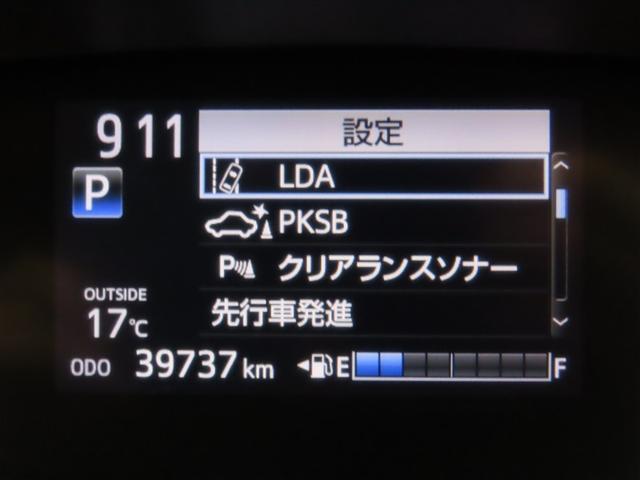 911
設定
LDA
P
PKSB
P クリアランスソナー
OUTSIDE
17℃
先行車発進
ODO 39737 km
E F